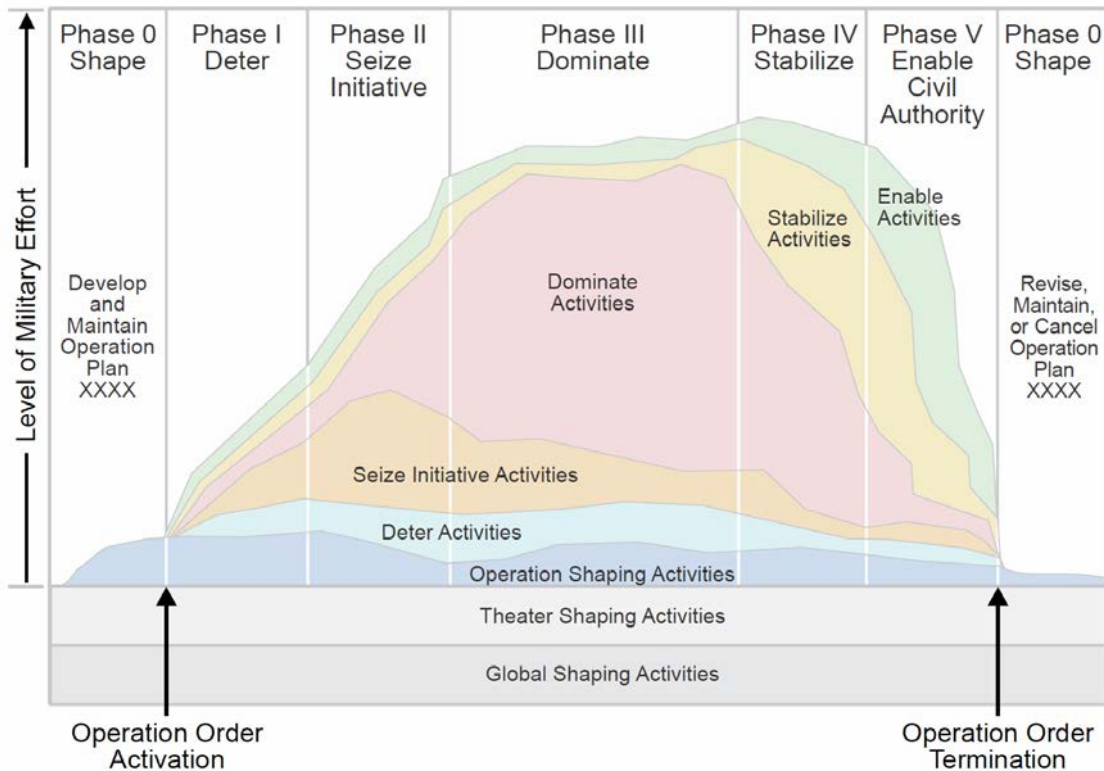 Phase 0
Shape
Phase I
Deter
Phase II
Seize
Initiative
Phase III
Dominate
Phase IV
Stabilize
Phase V
Enable
Civil
Authority
Phase 0
Shape
Level of Military Effort
Develop
and
Maintain
Operation
Plan
XXXX
Dominate
Activities
Stabilize
Activities
Enable
Activities
Revise,
Maintain,
or Cancel
Operation
Plan
XXXX
Seize Initiative Activities
Deter Activities
Operation Shaping Activities
Theater Shaping Activities
Global Shaping Activities
Operation Order
Activation
Operation Order
Termination